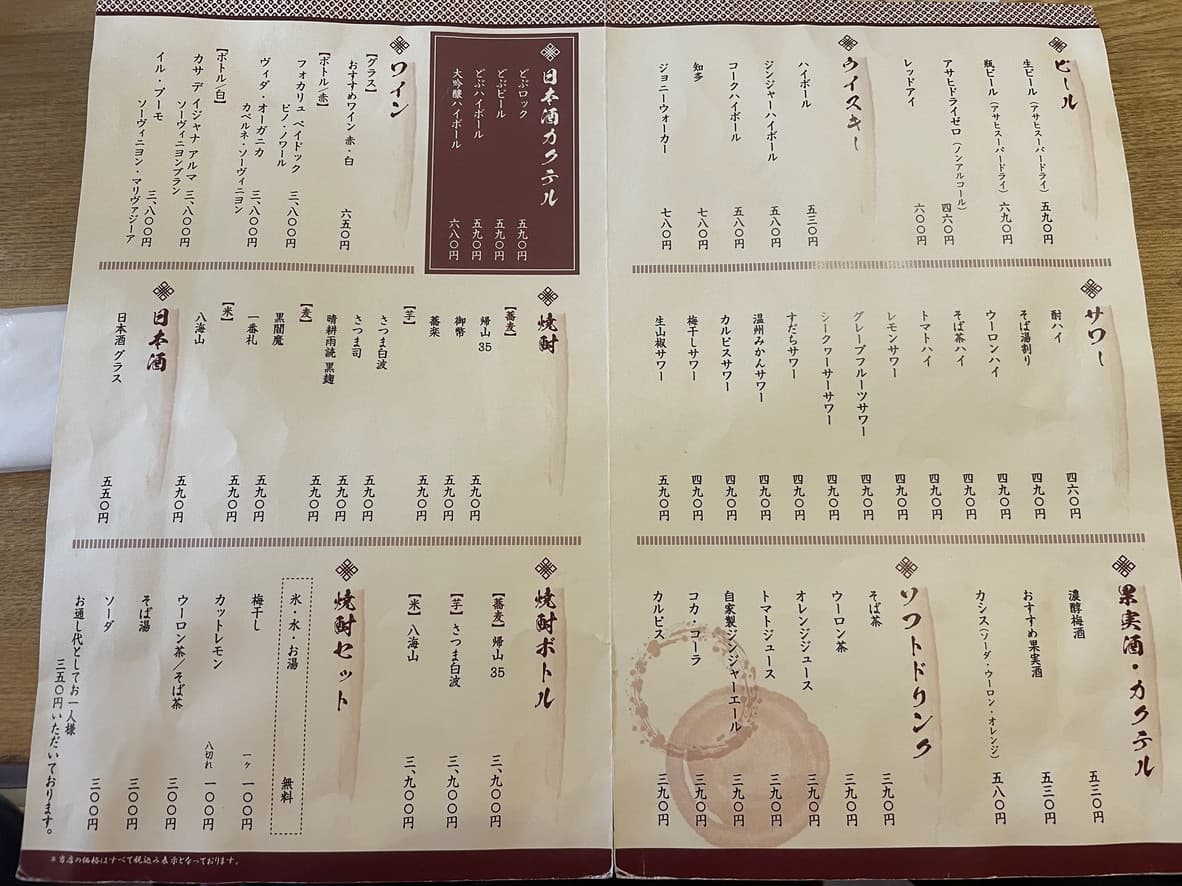 ビール
生ビール（アサヒスーパードライ） 五九〇円
瓶ビール（アサヒスーパードライ） 六九〇円
アサヒドライゼロ（ノンアルコール） 四六〇円
レッドアイ 六〇〇円
ウイスキー
ハイボール 五三〇円
ジンジャーハイボール 五八〇円
コークハイボール 五八〇円
知多 七八〇円
ジョニーウォーカー 七八〇円
サワー
酎ハイ 四六〇円
そば湯割り 四九〇円
ウーロンハイ 四九〇円
そば茶ハイ 四九〇円
トマトハイ 四九〇円
レモンサワー 四九〇円
グレープフルーツサワー 四九〇円
シークヮーサーサワー 四九〇円
すだちサワー 四九〇円
温州みかんサワー 四九〇円
カルピスサワー 四九〇円
梅干しサワー 四九〇円
生山椒サワー 五九〇円
果実酒・カクテル
濃醇梅酒 五三〇円
おすすめ果実酒 五三〇円
カシス（ソーダ・ウーロン・オレンジ） 五八〇円
ソフトドリンク
そば茶 三九〇円
ウーロン茶 三九〇円
オレンジジュース 三九〇円
トマトジュース 三九〇円
自家製ジンジャーエール 三九〇円
コカ・コーラ 三九〇円
カルピス 三九〇円
日本酒カクテル
どぶロック 五九〇円
どぶビール 五九〇円
どぶハイボール 五九〇円
大吟醸ハイボール 六八〇円
ワイン
【グラス】
おすすめワイン 赤・白 六五〇円
【ボトル/赤】
フォカリュ ベイドック
ピノ・ノワール 三、八〇〇円
ヴィダ・オーガニカ
カベルネ・ソーヴィニヨン 三、八〇〇円
【ボトル/白】
カサ デ イジャナ アルマ
ソーヴィニヨンブラン 三、八〇〇円
イル・プーモ
ソーヴィニヨン・マリヴァジーア 三、八〇〇円
焼酎
【蕎麦】
帰山 35 五九〇円
御幣 五九〇円
蕎楽 五九〇円
【芋】
さつま白波 五九〇円
さつま司 五九〇円
晴耕雨読 黒麹 五九〇円
【麦】
黒閻魔 五九〇円
一番札 五九〇円
【米】
八海山 五九〇円
日本酒
日本酒 グラス 五五〇円
焼酎ボトル
【蕎麦】帰山 35 三、九〇〇円
【芋】さつま白波 三、九〇〇円
【米】八海山 三、九〇〇円
焼酎セット
氷・水・お湯 無料
梅干し 一ヶ 一〇〇円
カットレモン 八切れ 一〇〇円
ウーロン茶／そば茶 三〇〇円
そば湯 三〇〇円
ソーダ 三〇〇円
お通し代としてお一人様
三五〇円いただいております。
※当店の価格はすべて税込み表示となっております。